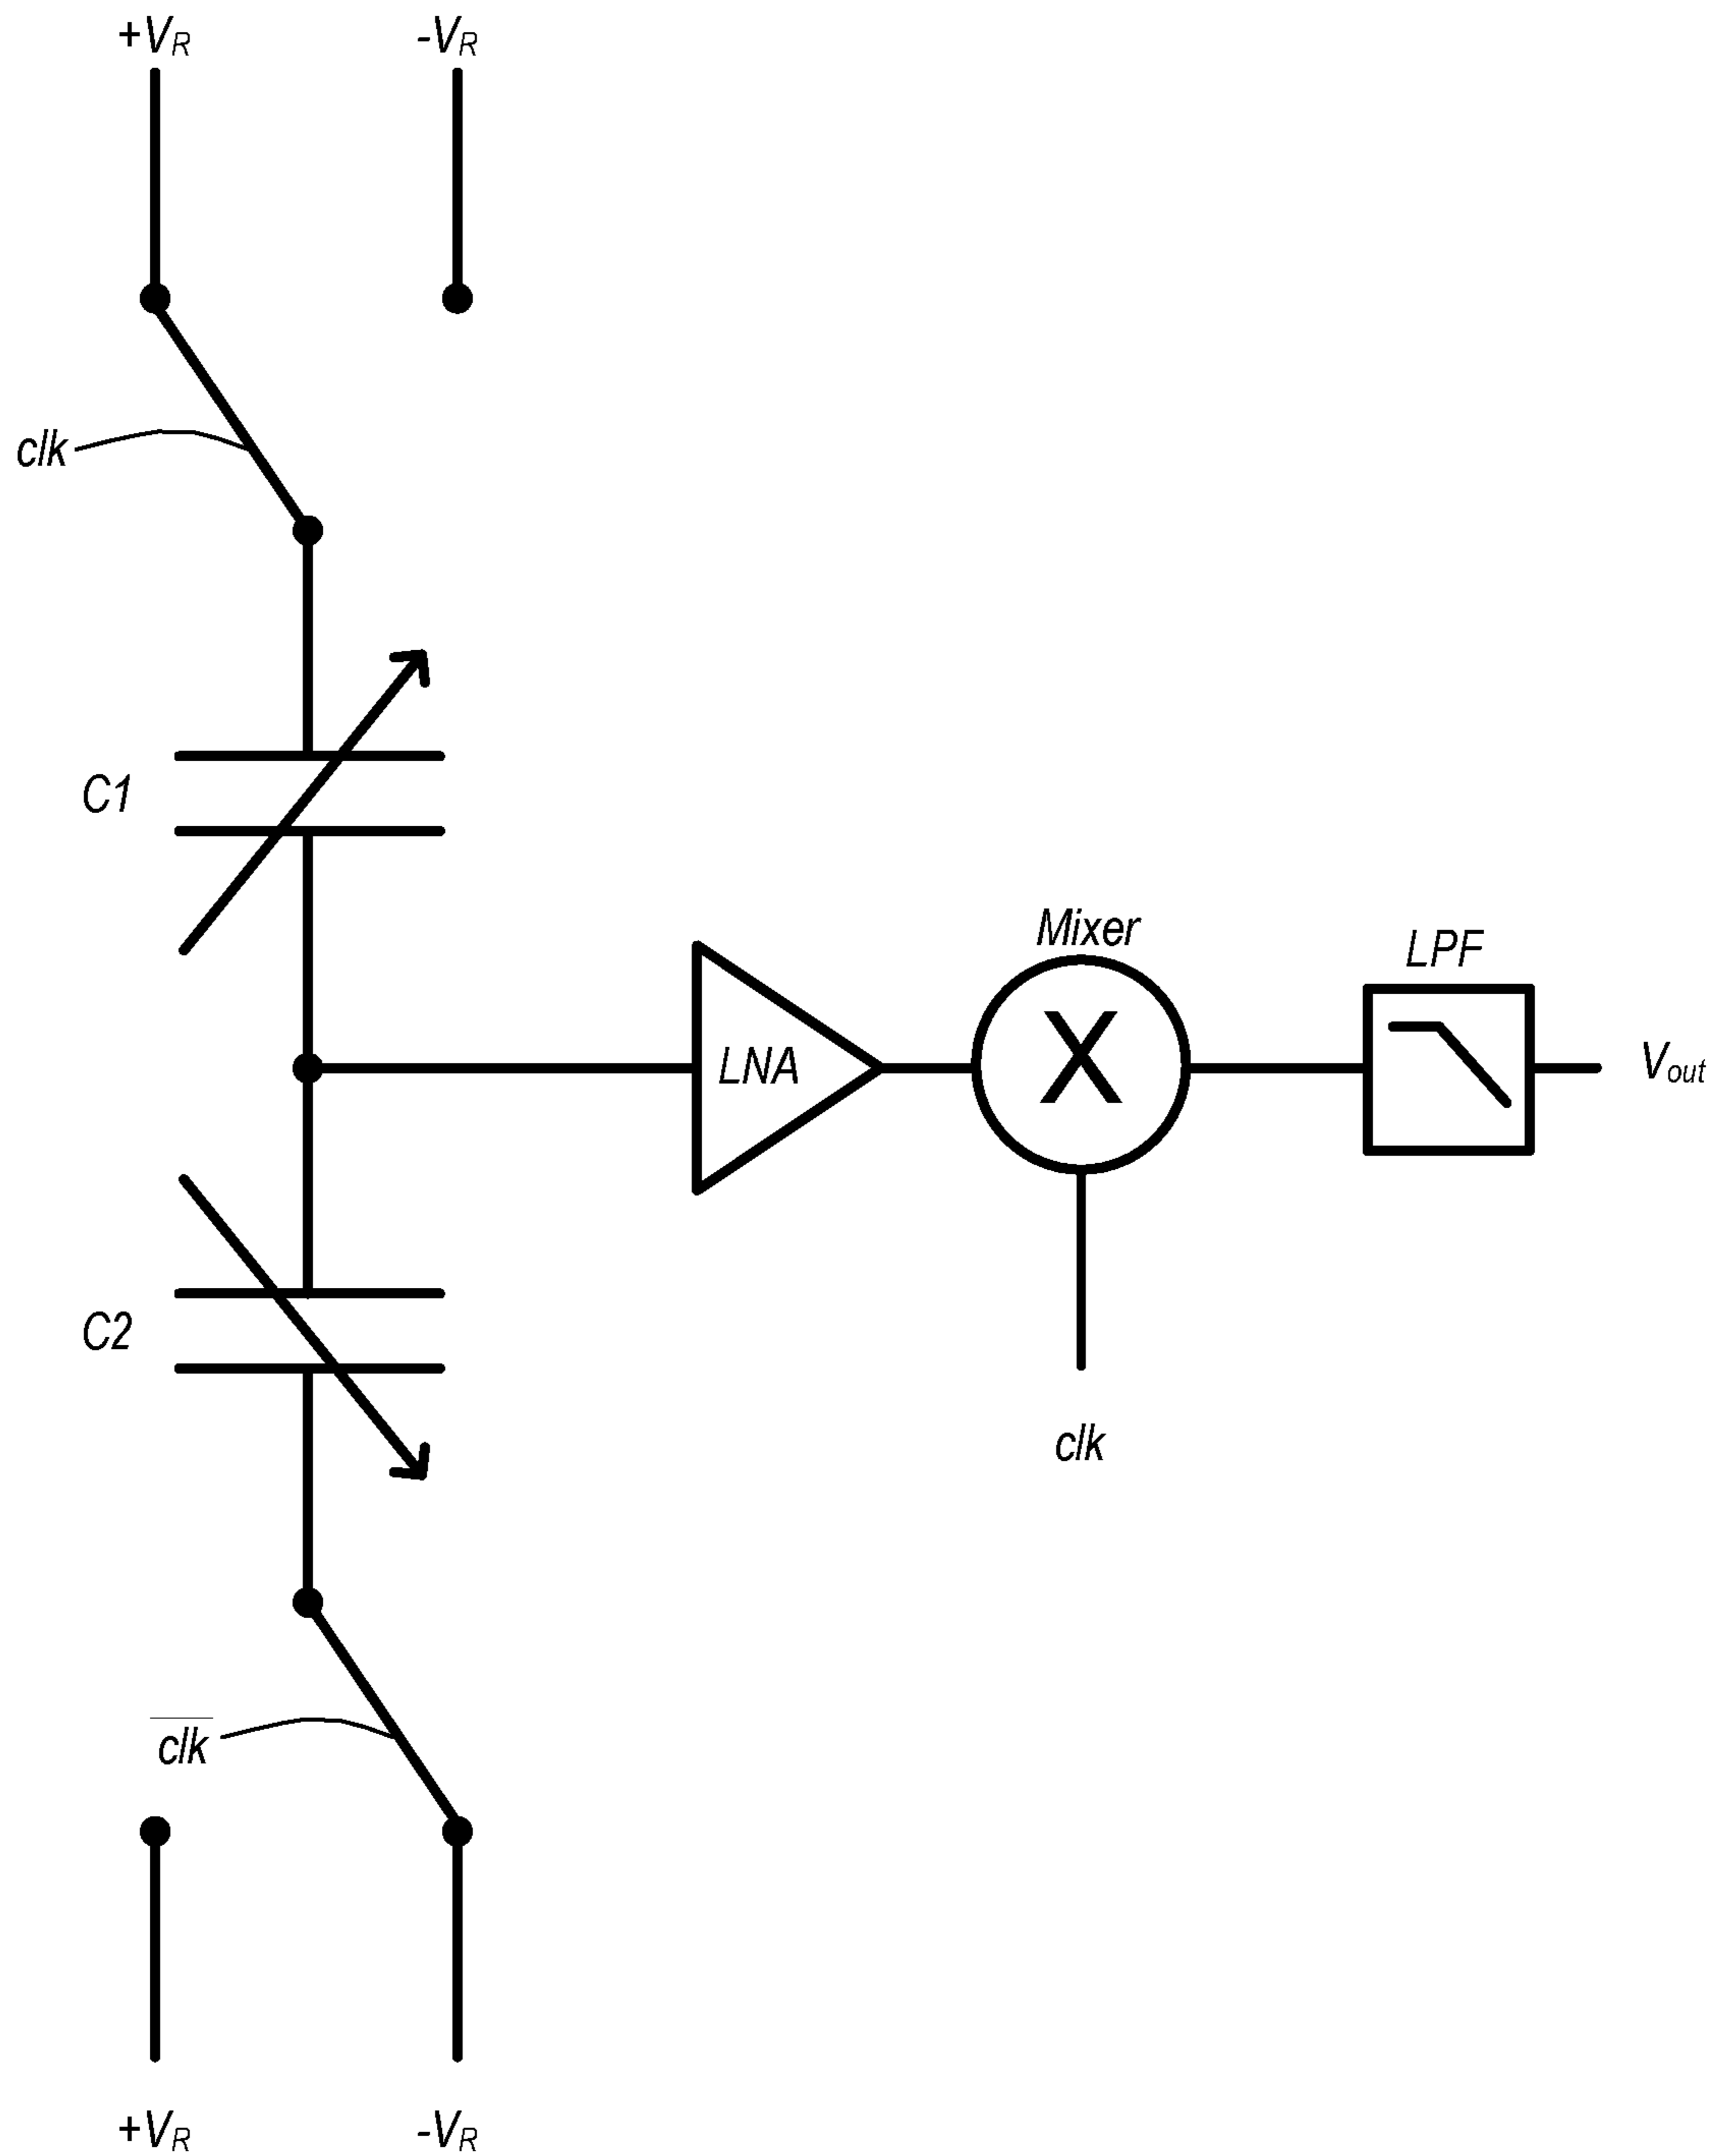 +VR -VR
clk
C1
Mixer
LPF
LNA
X
Vout
C2
clk
clk
+VR -VR